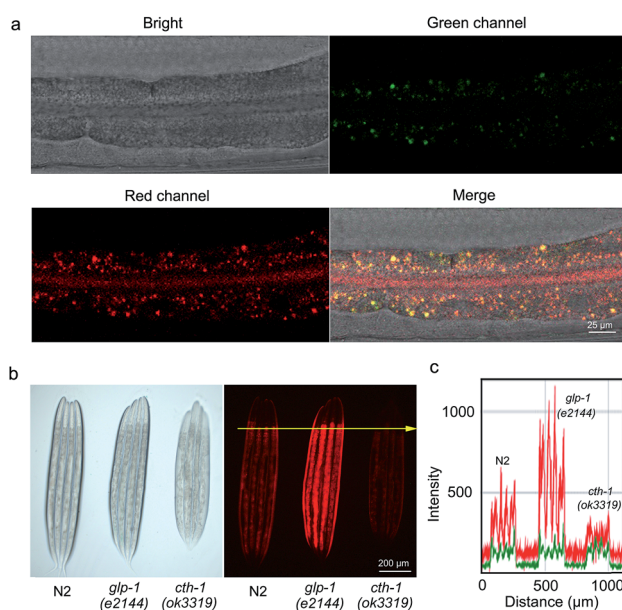 a
Bright
Green channel
Red channel
Merge
25 µm
b
N2
glp-1
(e2144)
cth-1
(ok3319)
200 µm
N2
glp-1
(e2144)
cth-1
(ok3319)
c
Intensity
1000
500
N2
glp-1
(e2144)
cth-1
(ok3319)
0
500
1000
Distance (µm)